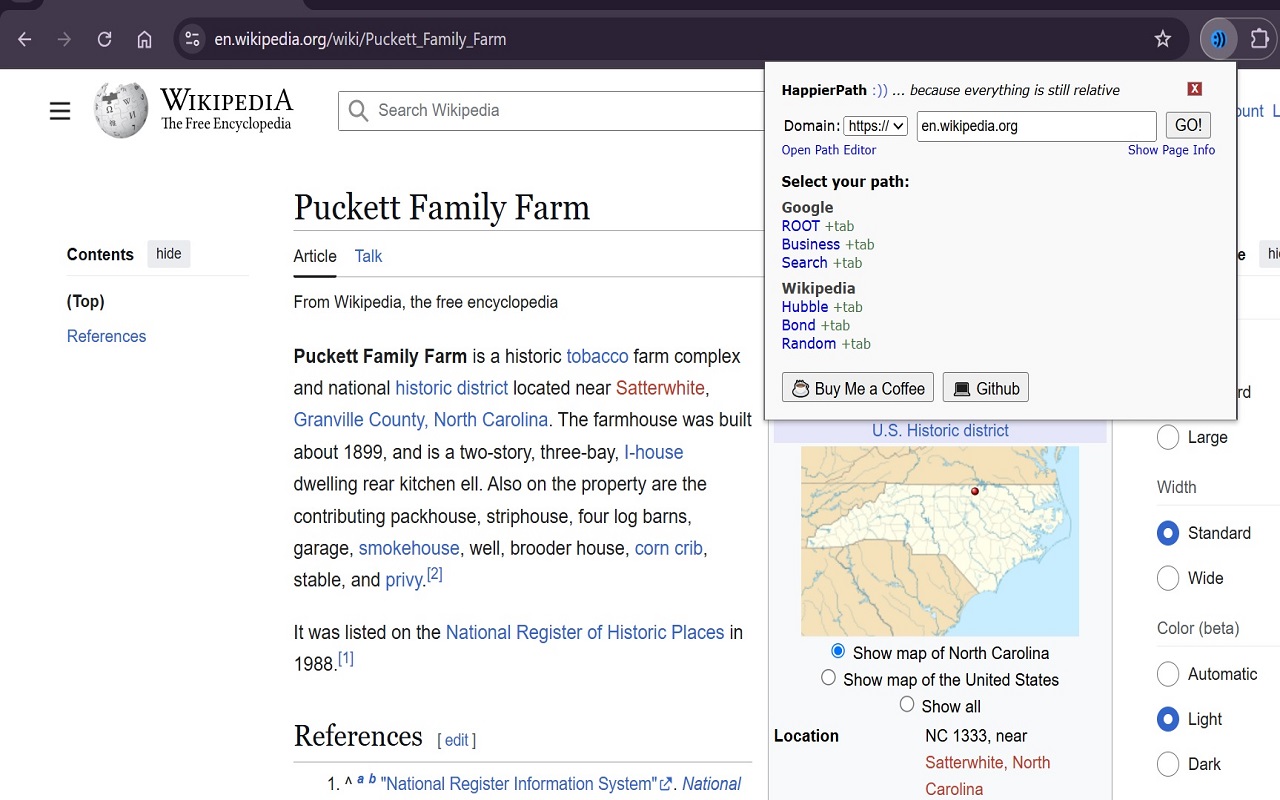 en.wikipedia.org/wiki/Puckett_Family_Farm
WIKIPEDIA
The Free Encyclopedia
Search Wikipedia
HappierPath :)) ... because everything is still relative
X
Domain: https:// en.wikipedia.org GO!
Open Path Editor Show Page Info
Select your path:
Google
ROOT +tab
Business +tab
Search +tab
Wikipedia
Hubble +tab
Bond +tab
Random +tab
Buy Me a Coffee Github
Contents hide
(Top)
References
Puckett Family Farm
Article Talk
From Wikipedia, the free encyclopedia
Puckett Family Farm is a historic tobacco farm complex
and national historic district located near Satterwhite,
Granville County, North Carolina. The farmhouse was built
about 1899, and is a two-story, three-bay, I-house
dwelling rear kitchen ell. Also on the property are the
contributing packhouse, striphouse, four log barns,
garage, smokehouse, well, brooder house, corn crib,
stable, and privy.[2]
It was listed on the National Register of Historic Places in
1988.[1]
References [ edit ]
1. ^ a b "National Register Information System". National
U.S. Historic district
Show map of North Carolina
Show map of the United States
Show all
Location NC 1333, near
Satterwhite, North
Carolina
Large
Width
Standard
Wide
Color (beta)
Automatic
Light
Dark